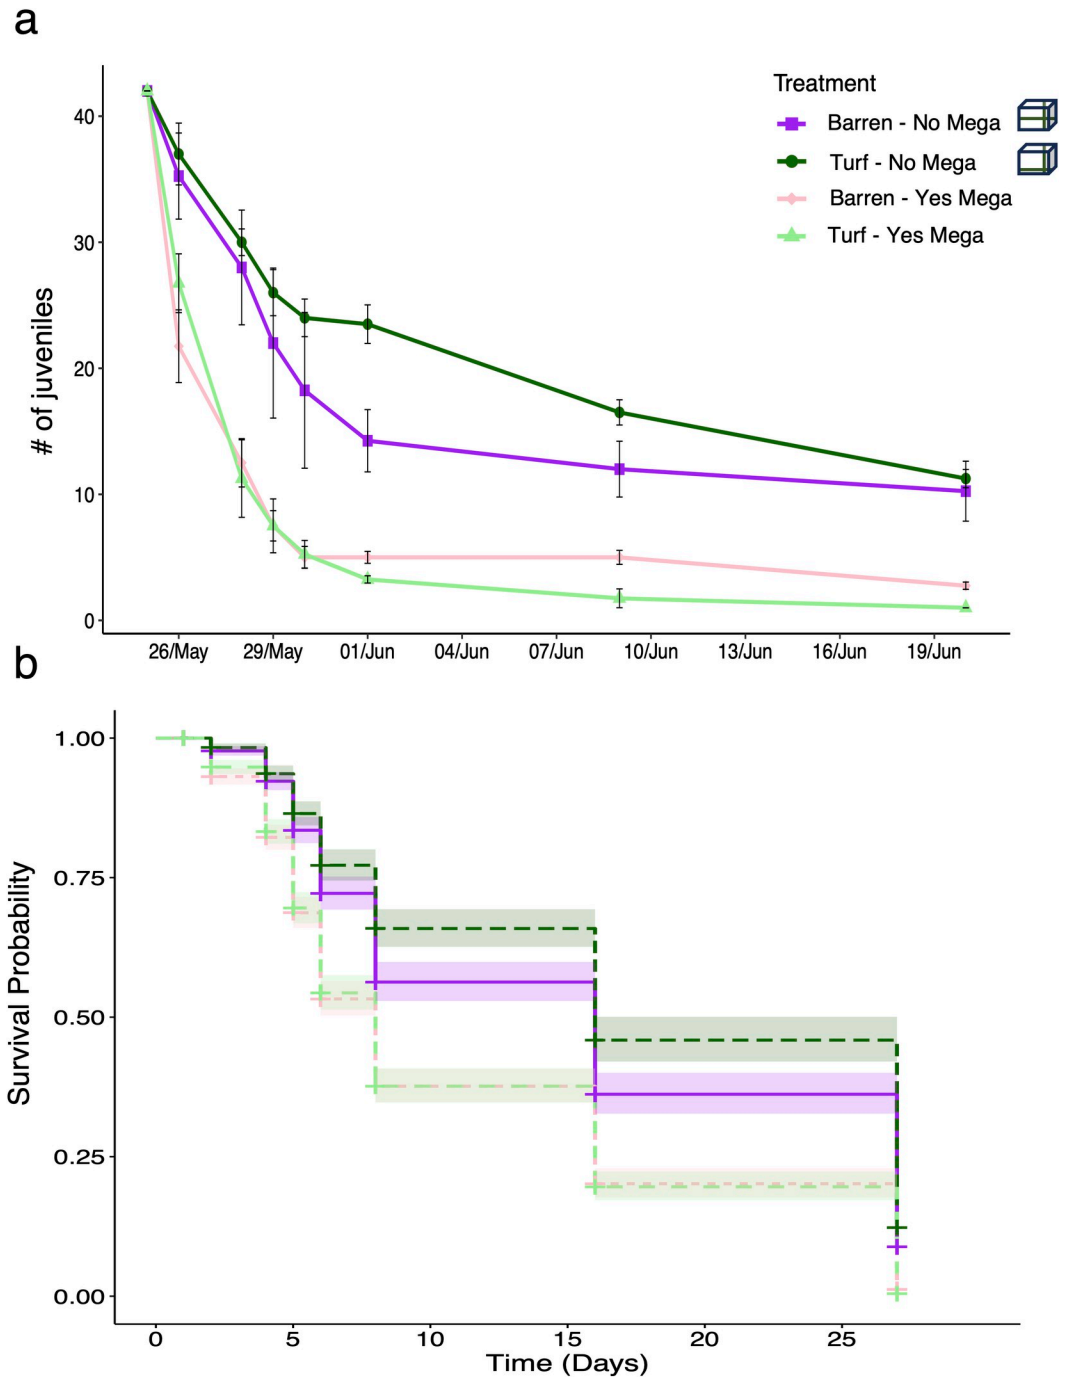 a
Treatment
Barren - No Mega
Turf - No Mega
Barren - Yes Mega
Turf - Yes Mega
# of juveniles
40
30
20
10
0
26/May 29/May 01/Jun 04/Jun 07/Jun 10/Jun 13/Jun 16/Jun 19/Jun
b
Survival Probability
1.00
0.75
0.50
0.25
0.00
0 5 10 15 20 25
Time (Days)